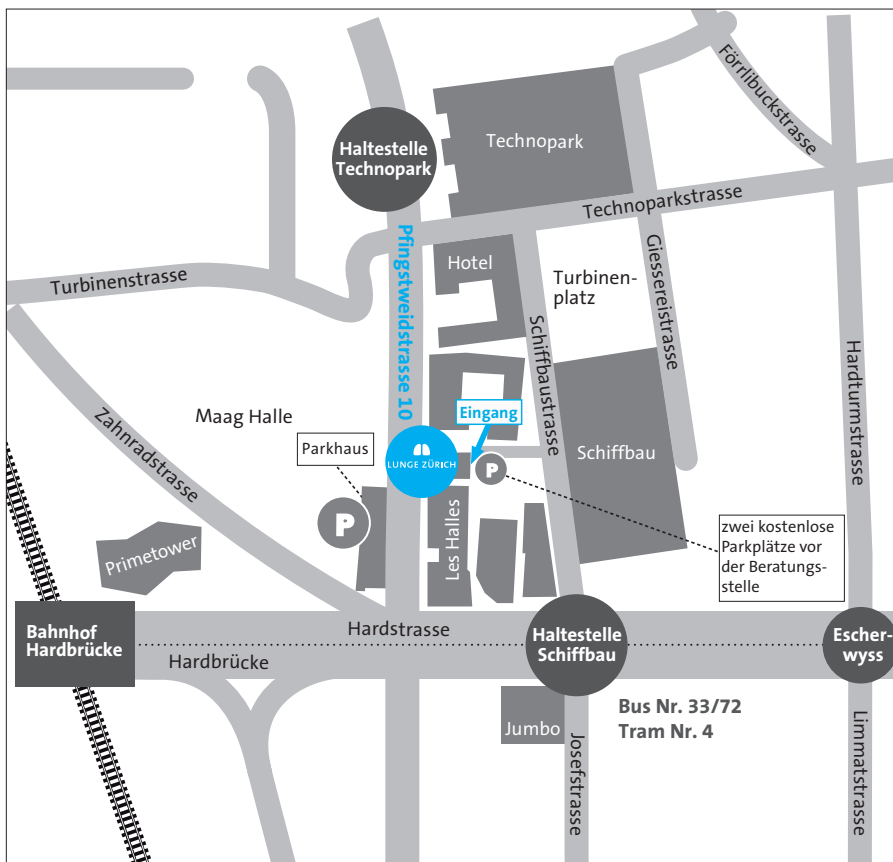 Förrlibuckstrasse
Haltestelle
Technopark
Technopark
Technoparkstrasse
Pfingstweidstrasse 10
Hotel
Turbinen-
platz
Giessereistrasse
Turbinenstrasse
Schiffbaustrasse
Hardturmstrasse
Zahnradstrasse
Maag Halle
Eingang
Parkhaus
LUNGE ZÜRICH
P
Schiffbau
P
Les Halles
zwei kostenlose
Parkplätze vor
der Beratungs-
stelle
Primetower
Bahnhof
Hardbrücke
Hardstrasse
Hardbrücke
Haltestelle
Schiffbau
Escher-
wyss
Bus Nr. 33/72
Tram Nr. 4
Jumbo
Josefstrasse
Limmatstrasse